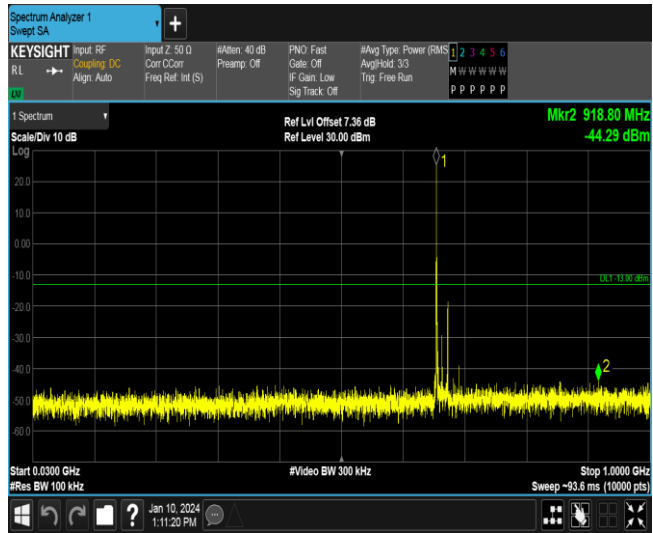 Spectrum Analyzer 1
Swept SA
KEYSIGHT
RL
LXI
Input: RF
Coupling: DC
Align: Auto
Input Z: 50 Ω
Corr CCorr
Freq Ref: Int (S)
#Atten: 40 dB
Preamp: Off
PNO: Fast
Gate: Off
IF Gain: Low
Sig Track: Off
#Avg Type: Power (RMS
Avg|Hold: 3/3
Trig: Free Run
1 2 3 4 5 6
M W W W W W
P P P P P P
1 Spectrum
Scale/Div 10 dB
Log
Ref Lvl Offset 7.36 dB
Ref Level 30.00 dBm
Mkr2 918.80 MHz
-44.29 dBm
1
20.0
10.0
0.00
-10.0
DL1 -13.00 dBm
-20.0
-30.0
-40.0
2
-50.0
-60.0
Start 0.0300 GHz
#Res BW 100 kHz
#Video BW 300 kHz
Stop 1.0000 GHz
Sweep ~93.6 ms (10000 pts)
?
Jan 10, 2024
1:11:20 PM